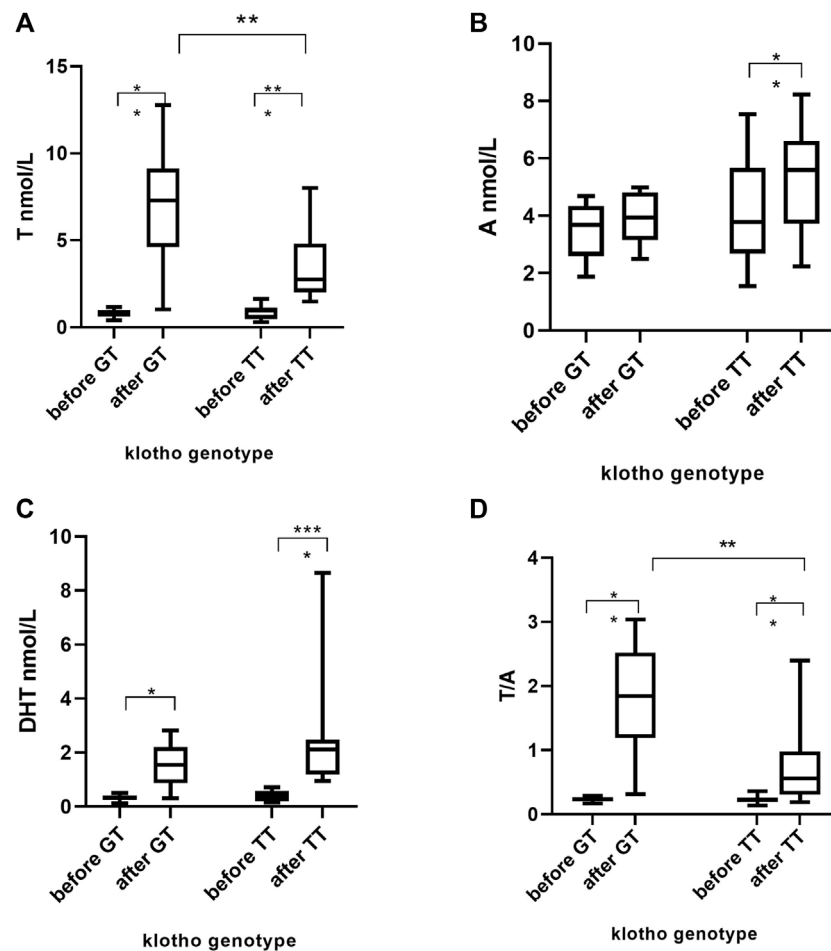 A
**
*
*
**
*
T nmol/L
15
10
5
0
before GT
after GT
before TT
after TT
klotho genotype
B
*
*
A nmol/L
10
8
6
4
2
0
before GT
after GT
before TT
after TT
klotho genotype
C
***
*
*
DHT nmol/L
10
8
6
4
2
0
before GT
after GT
before TT
after TT
klotho genotype
D
**
*
*
*
*
T/A
4
3
2
1
0
before GT
after GT
before TT
after TT
klotho genotype